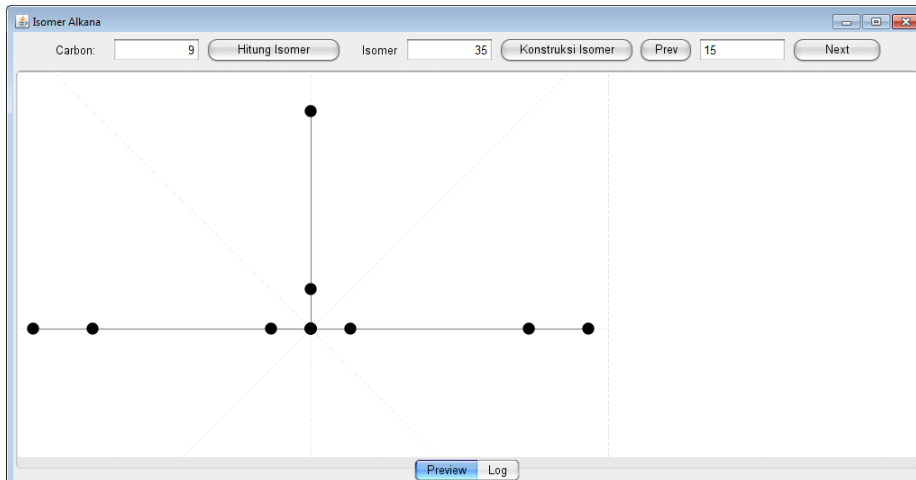 Isomer Alkana
Carbon: 9 Hitung Isomer Isomer 35 Konstruksi Isomer Prev 15 Next
Preview Log